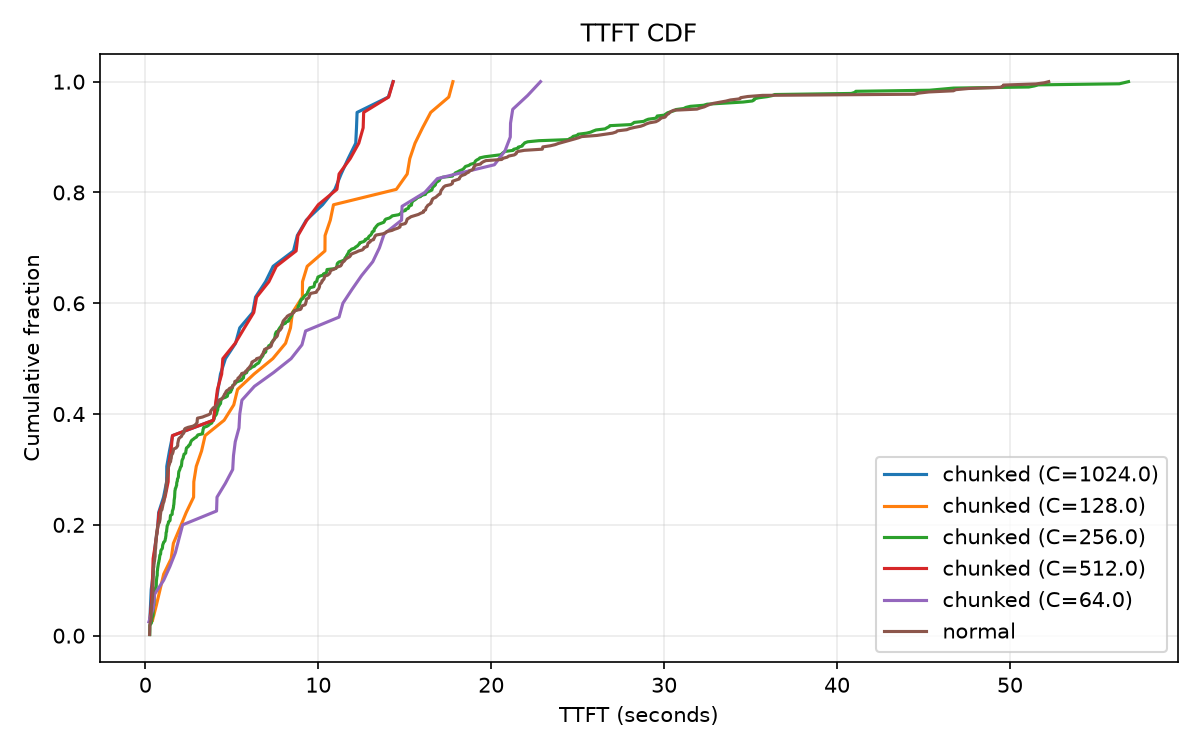 TTFT CDF
Cumulative fraction
1.0
0.8
0.6
0.4
0.2
0.0
chunked (C=1024.0)
chunked (C=128.0)
chunked (C=256.0)
chunked (C=512.0)
chunked (C=64.0)
normal
0 10 20 30 40 50
TTFT (seconds)